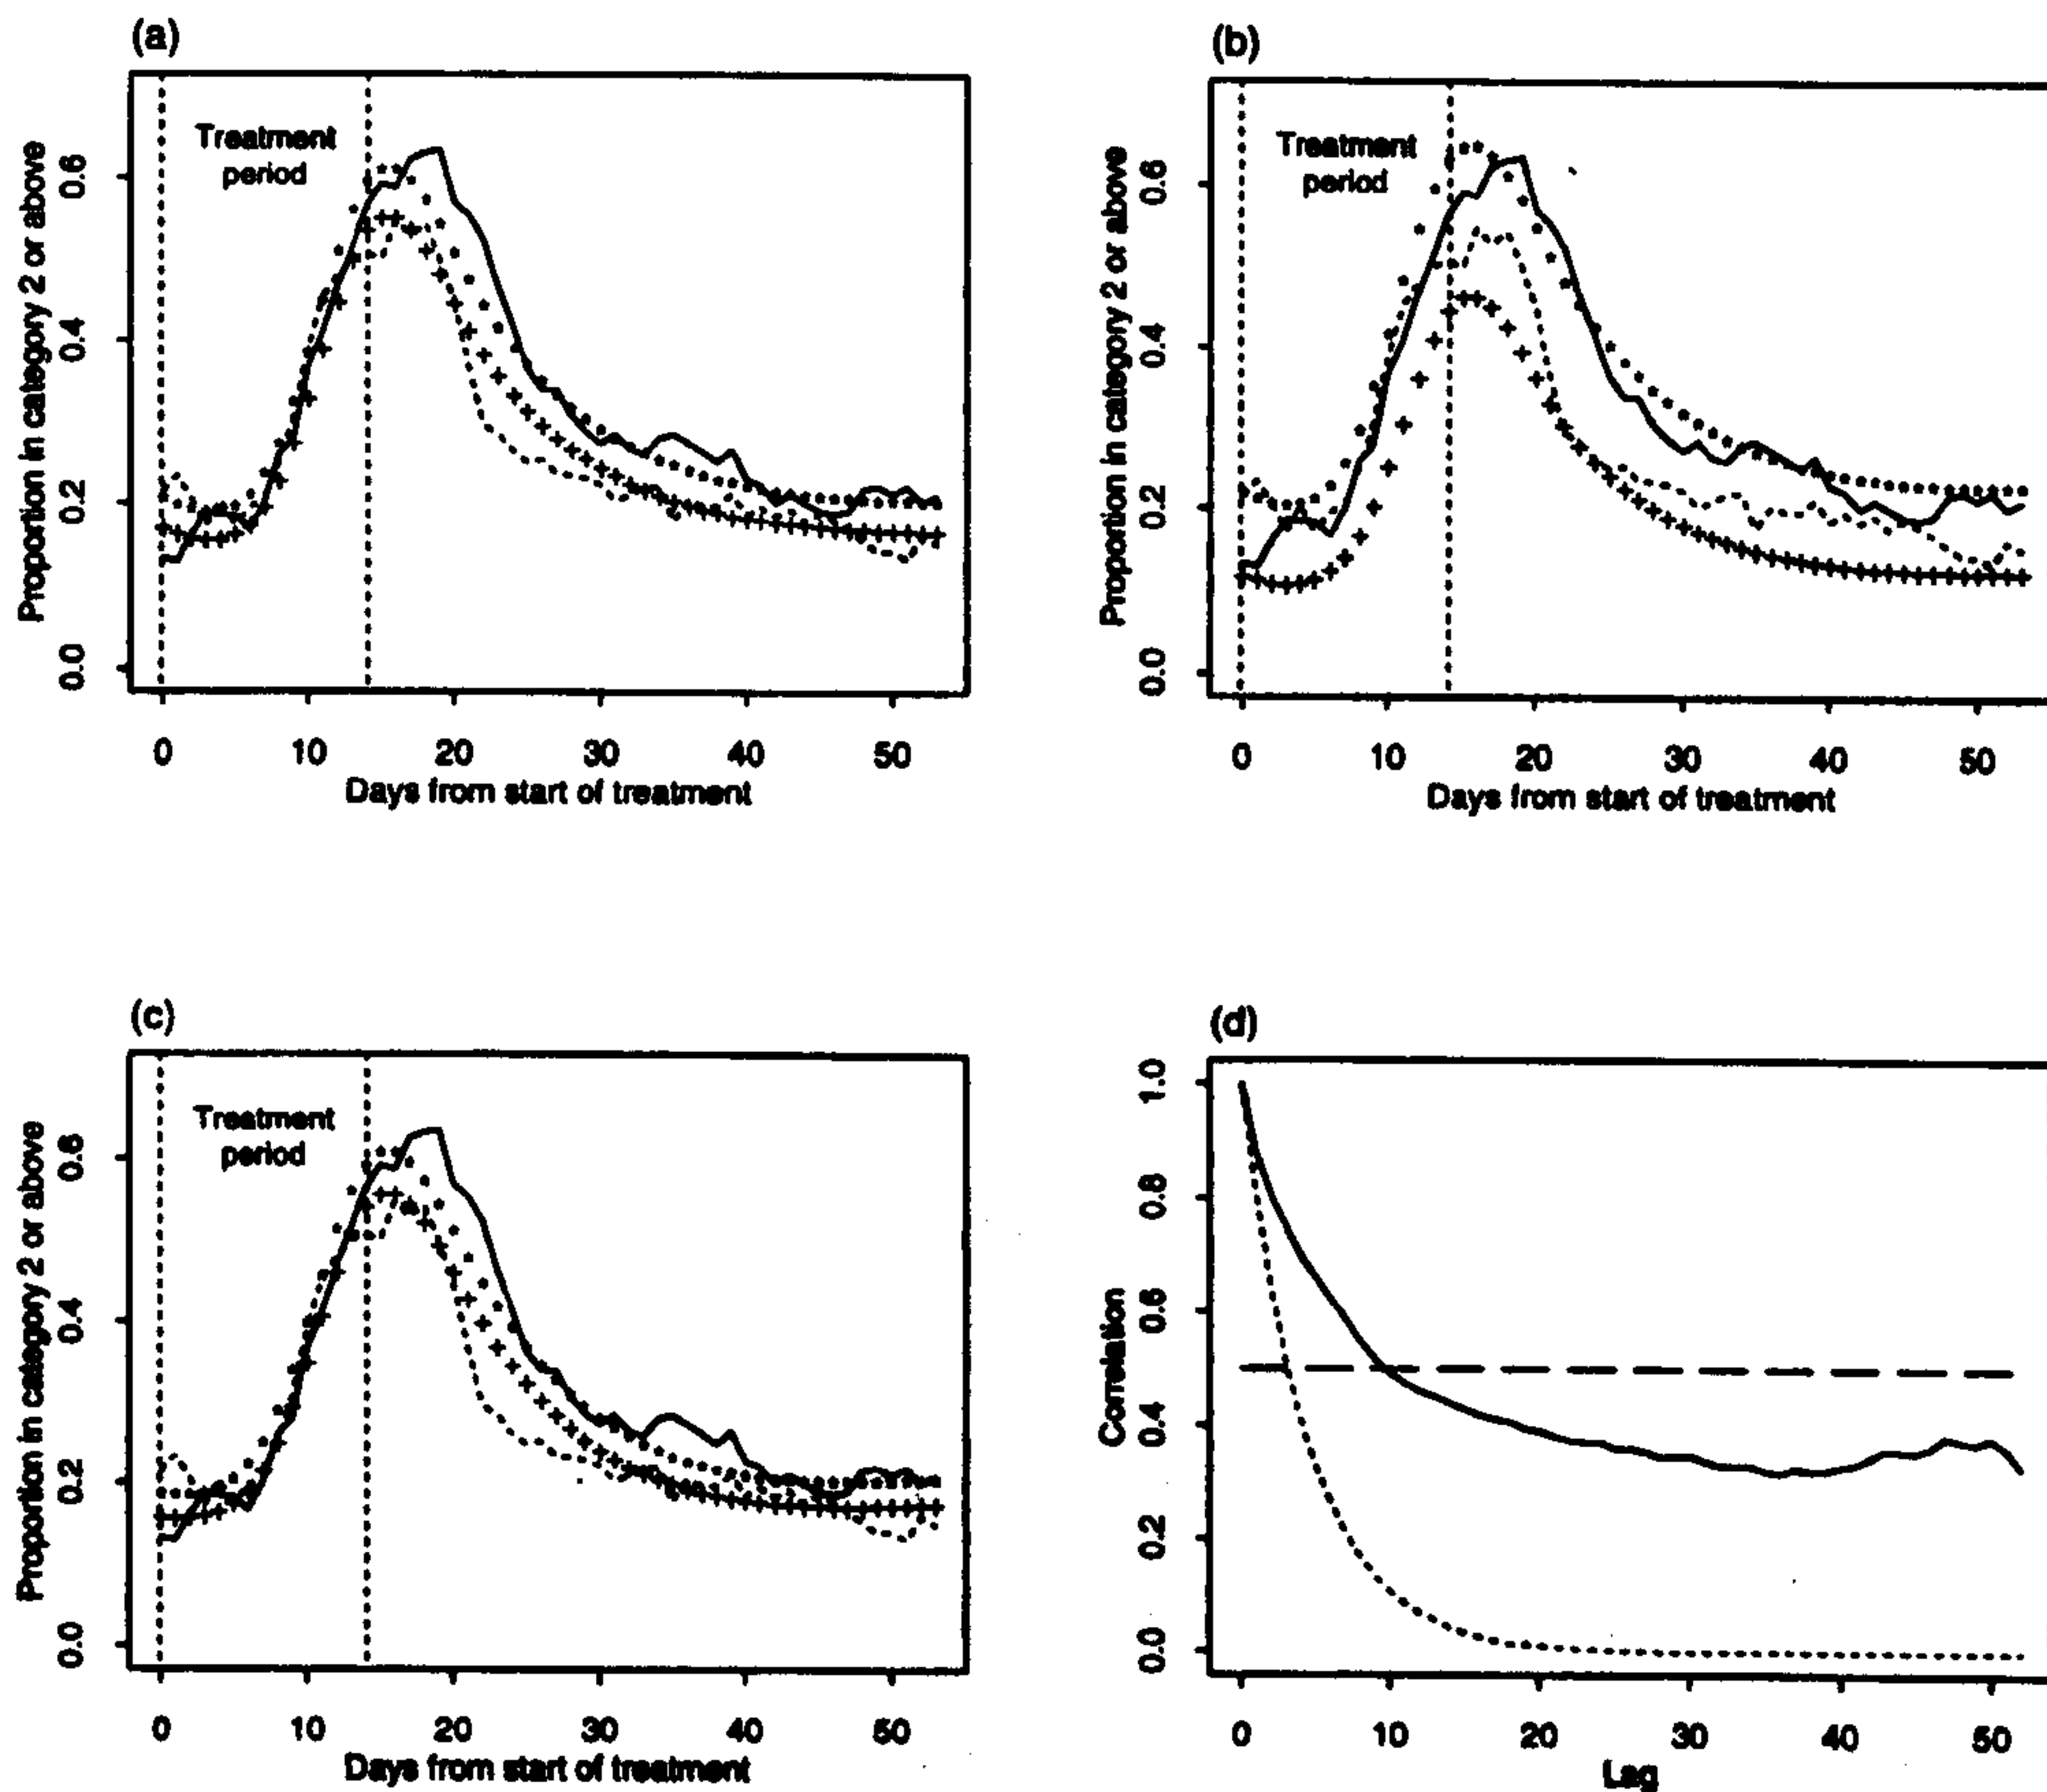 (a)
Treatment
period
Proportion in category 2 or above
0.0 0.2 0.4 0.6
0 10 20 30 40 50
Days from start of treatment
(b)
Treatment
period
Proportion in category 2 or above
0.0 0.2 0.4 0.6
0 10 20 30 40 50
Days from start of treatment
(c)
Treatment
period
Proportion in category 2 or above
0.0 0.2 0.4 0.6
0 10 20 30 40 50
Days from start of treatment
(d)
Correlation
0.0 0.2 0.4 0.6 0.8 1.0
0 10 20 30 40 50
Lag